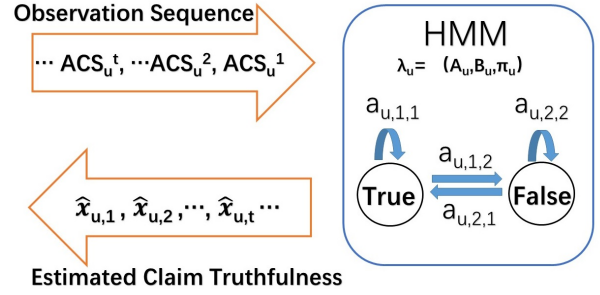 Observation Sequence
··· ACSᵤᵗ, ···ACSᵤ², ACSᵤ¹
x̂ᵤ,₁ , x̂ᵤ,₂ ,···, x̂ᵤ,ₜ ···
Estimated Claim Truthfulness
HMM
λᵤ= (Aᵤ,Bᵤ,πᵤ)
aᵤ,₁,₁
aᵤ,₂,₂
aᵤ,₁,₂
True
False
aᵤ,₂,₁